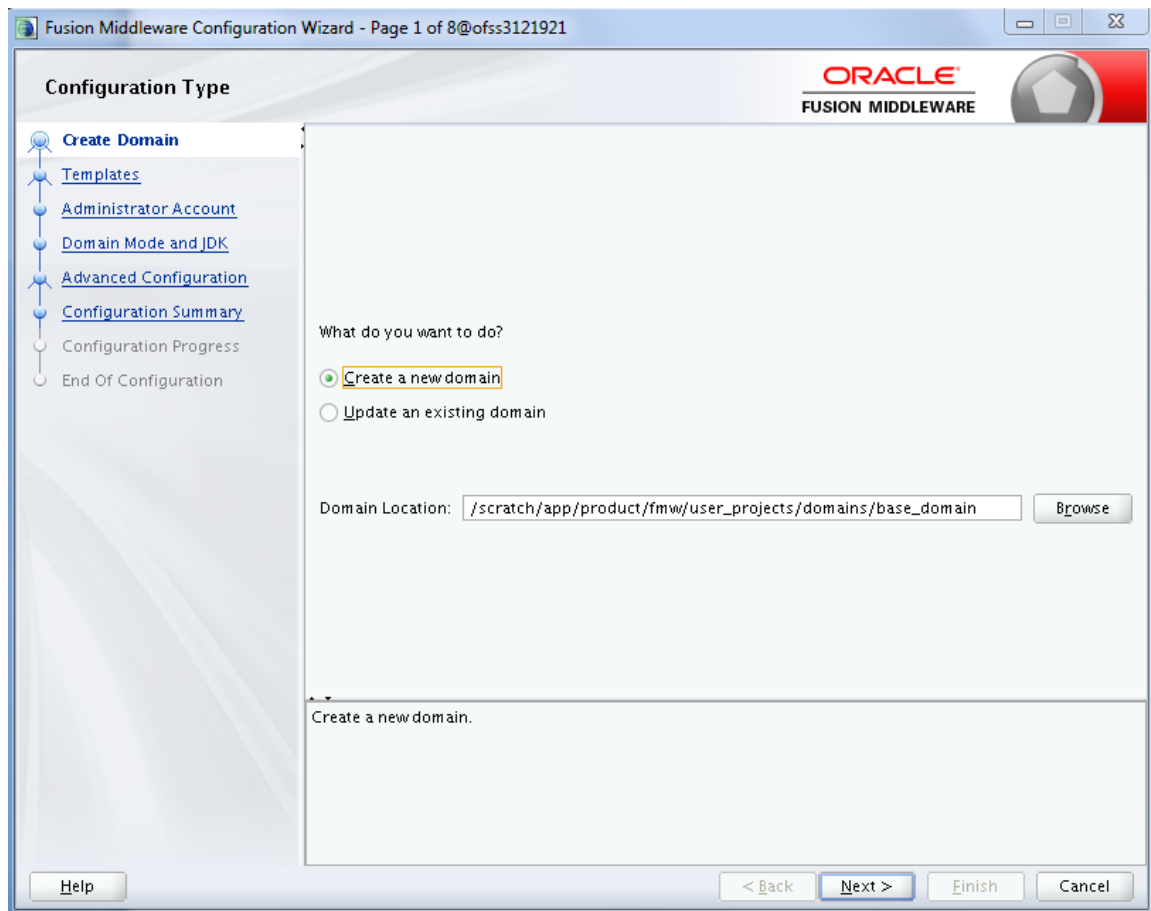 Fusion Middleware Configuration Wizard - Page 1 of 8@ofss3121921
Configuration Type
ORACLE
FUSION MIDDLEWARE
Create Domain
Templates
Administrator Account
Domain Mode and JDK
Advanced Configuration
Configuration Summary
Configuration Progress
End Of Configuration
What do you want to do?
Create a new domain
Update an existing domain
Domain Location: /scratch/app/product/fmw/user_projects/domains/base_domain Browse
Create a new domain.
Help < Back Next > Finish Cancel